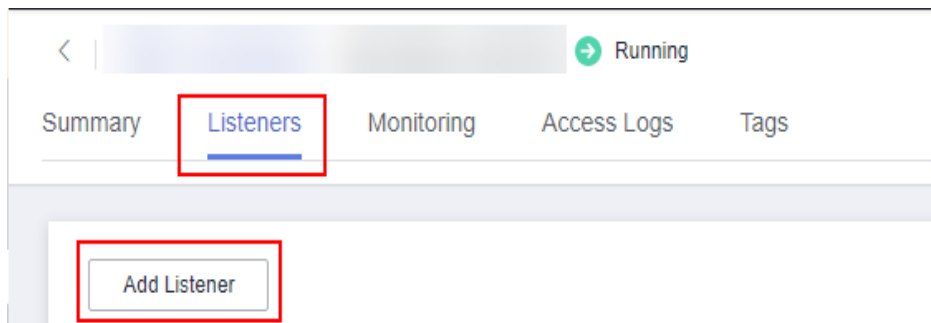 Running
Summary Listeners Monitoring Access Logs Tags
Add Listener